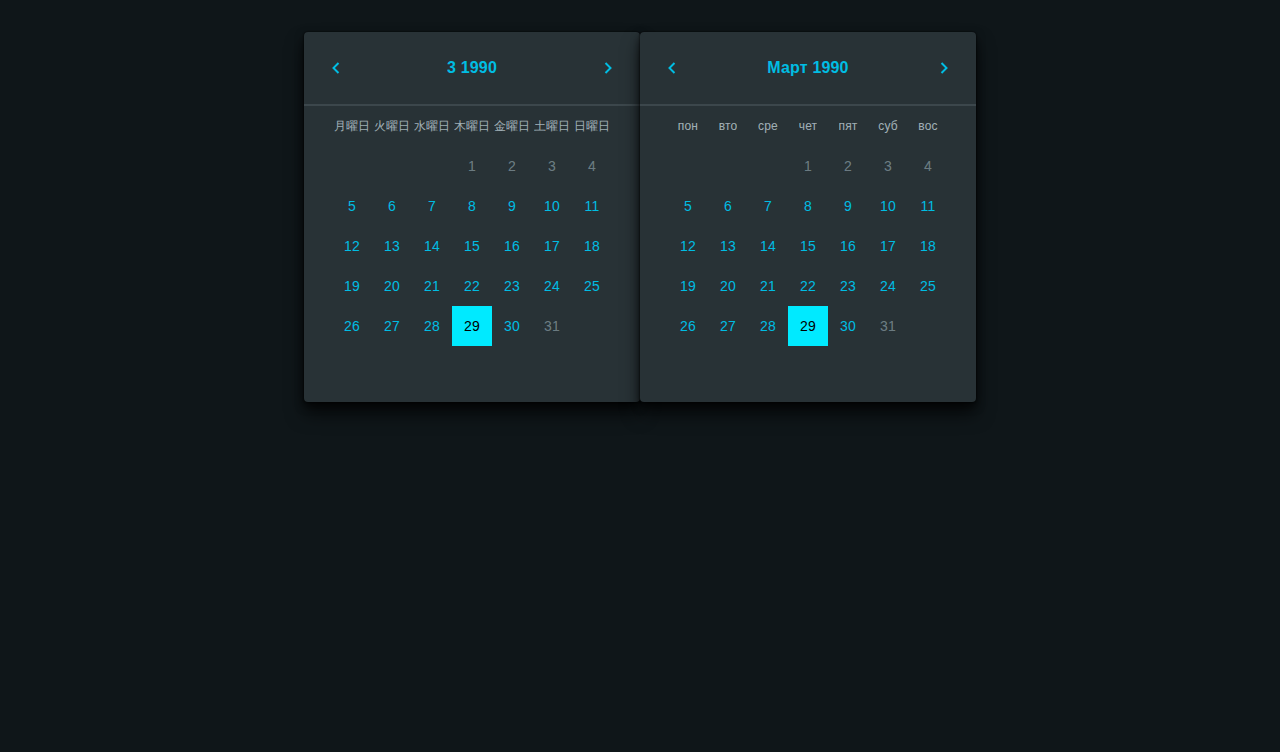 3 1990
月曜日 火曜日 水曜日 木曜日 金曜日 土曜日 日曜日
1 2 3 4
5 6 7 8 9 10 11
12 13 14 15 16 17 18
19 20 21 22 23 24 25
26 27 28 29 30 31
Март 1990
пон вто сре чет пят суб вос
1 2 3 4
5 6 7 8 9 10 11
12 13 14 15 16 17 18
19 20 21 22 23 24 25
26 27 28 29 30 31